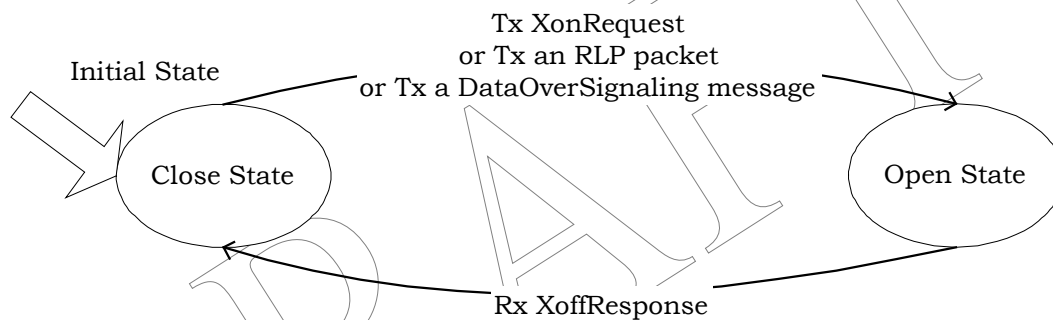 Tx XonRequest
or Tx an RLP packet
or Tx a DataOverSignaling message
Initial State
Close State
Open State
Rx XoffResponse